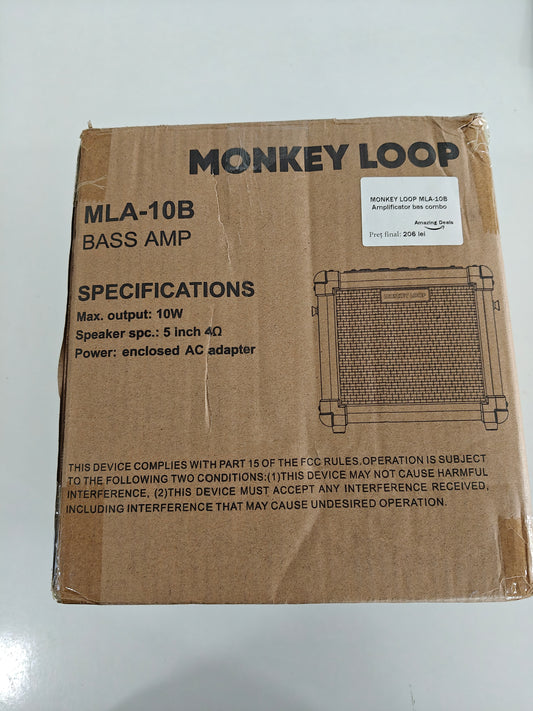 MONKEY LOOP
MONKEY LOOP MLA-10B
Amplificator bas combo
Amazing Deals
Preț final: 206 lei
MLA-10B
BASS AMP
SPECIFICATIONS
Max. output: 10W
Speaker spc.: 5 inch 4Ω
Power: enclosed AC adapter
MONKEY LOOP
THIS DEVICE COMPLIES WITH PART 15 OF THE FCC RULES.OPERATION IS SUBJECT
TO THE FOLLOWING TWO CONDITIONS:(1)THIS DEVICE MAY NOT CAUSE HARMFUL
INTERFERENCE, (2)THIS DEVICE MUST ACCEPT ANY INTERFERENCE RECEIVED,
INCLUDING INTERFERENCE THAT MAY CAUSE UNDESIRED OPERATION.